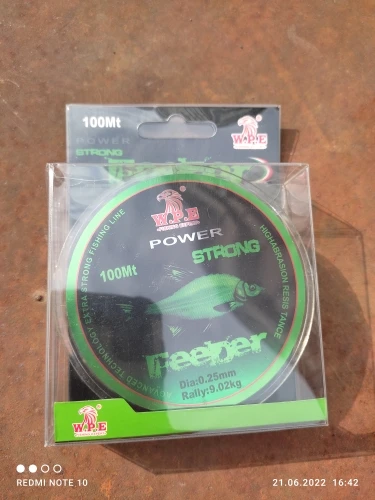 100Mt
W.P.E
POWER
STRONG
Feeder
W.P.E
POWER
STRONG
100Mt
ADVANCED TECHNOLOGY EXTRA STRONG FISHING LINE
HIGHABRASION RESISTANCE
Feeder
Dia:0.25mm
Rally:9.02kg
W.P.E
REDMI NOTE 10
21.06.2022 16:42